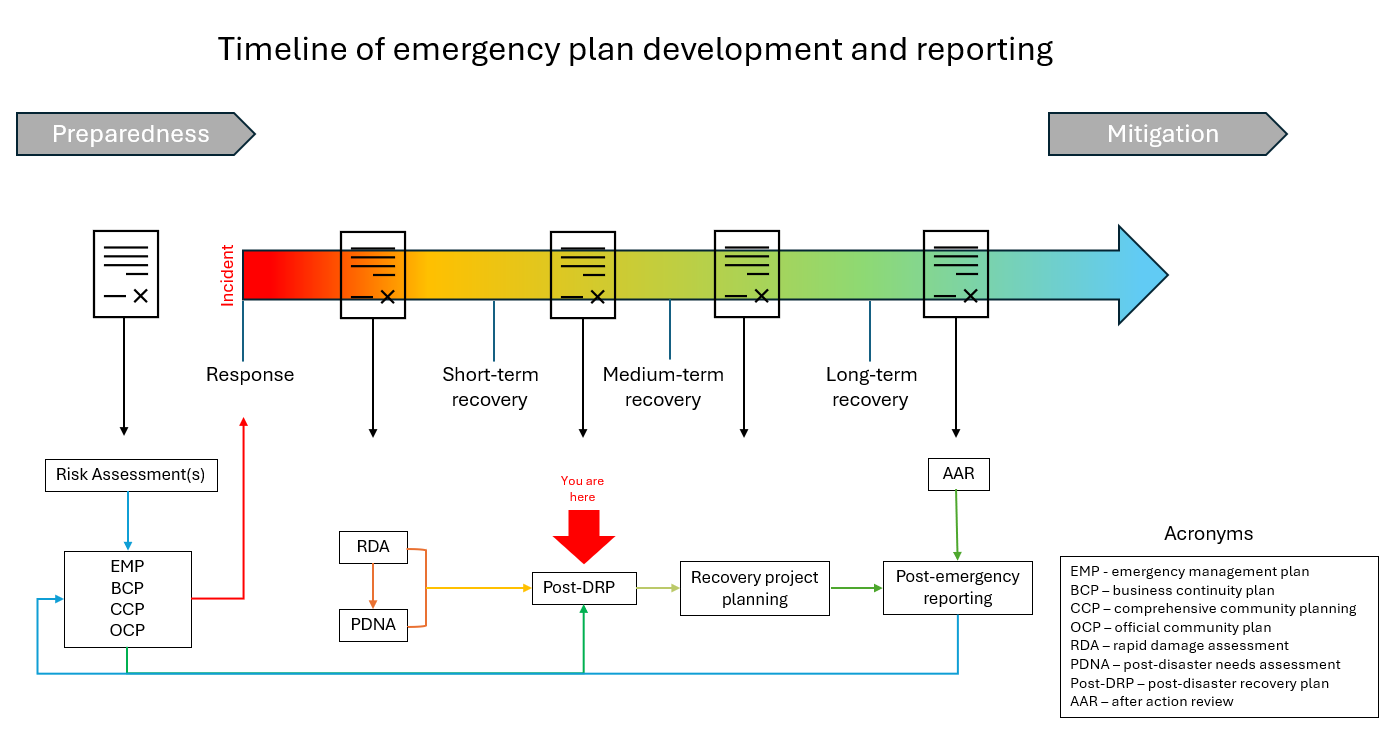 Timeline of emergency plan development and reporting
Preparedness
Mitigation
Incident
Response
Short-term
recovery
Medium-term
recovery
Long-term
recovery
Risk Assessment(s)
EMP
BCP
CCP
OCP
RDA
PDNA
You are
here
Post-DRP
Recovery project
planning
AAR
Post-emergency
reporting
Acronyms
EMP - emergency management plan
BCP – business continuity plan
CCP – comprehensive community planning
OCP – official community plan
RDA – rapid damage assessment
PDNA – post-disaster needs assessment
Post-DRP – post-disaster recovery plan
AAR – after action review